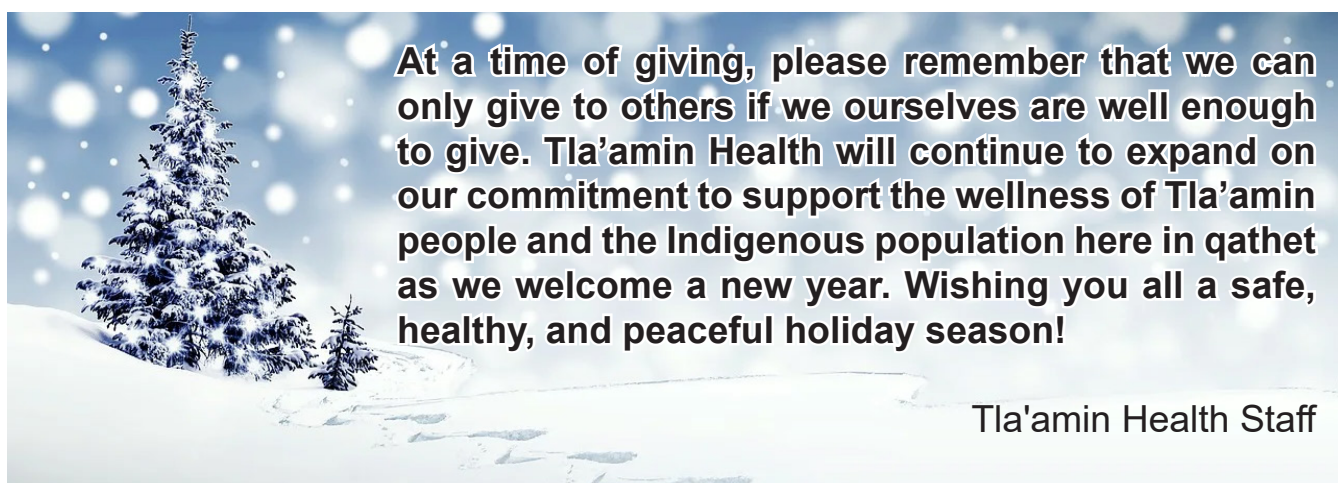 At a time of giving, please remember that we can
only give to others if we ourselves are well enough
to give. Tla’amin Health will continue to expand on
our commitment to support the wellness of Tla’amin
people and the Indigenous population here in qathet
as we welcome a new year. Wishing you all a safe,
healthy, and peaceful holiday season!
Tla'amin Health Staff